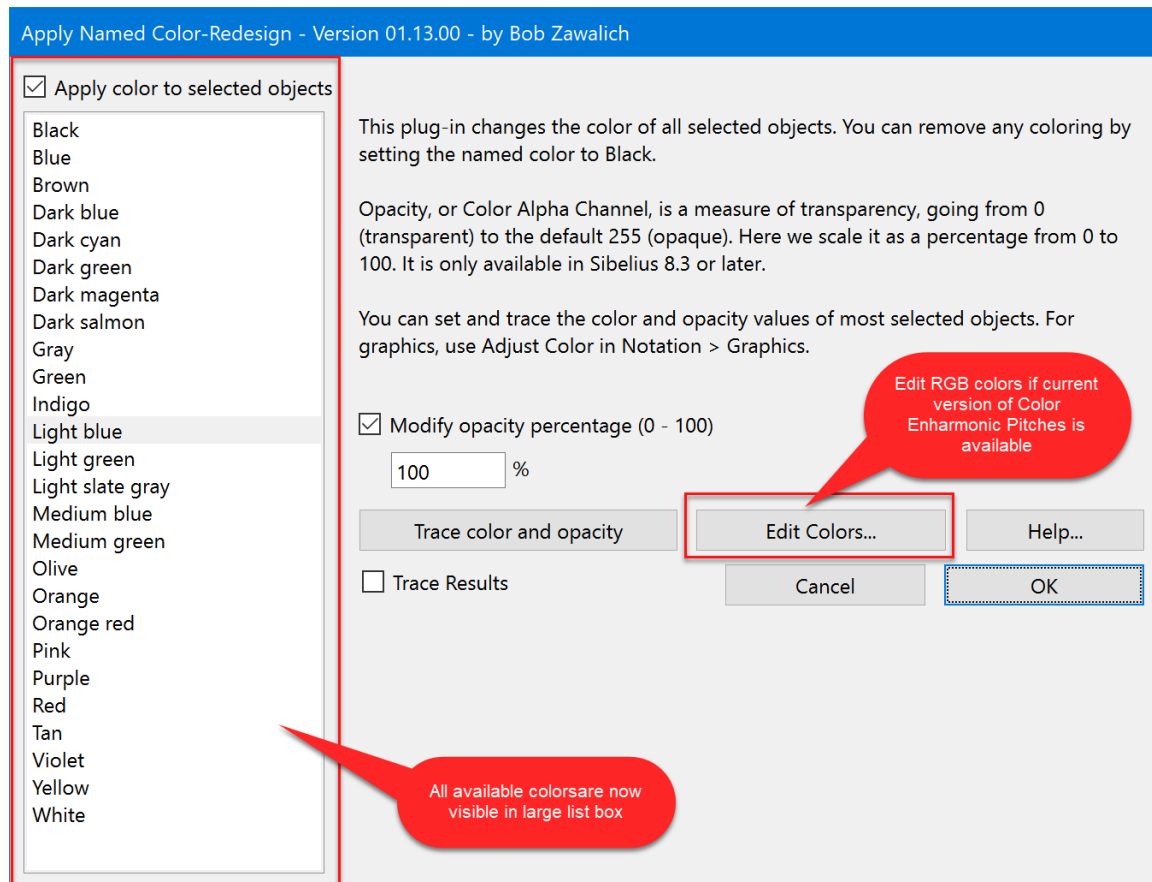 Apply Named Color-Redesign - Version 01.13.00 - by Bob Zawalich
Apply color to selected objects
Black
Blue
Brown
Dark blue
Dark cyan
Dark green
Dark magenta
Dark salmon
Gray
Green
Indigo
Light blue
Light green
Light slate gray
Medium blue
Medium green
Olive
Orange
Orange red
Pink
Purple
Red
Tan
Violet
Yellow
White
This plug-in changes the color of all selected objects. You can remove any coloring by
setting the named color to Black.
Opacity, or Color Alpha Channel, is a measure of transparency, going from 0
(transparent) to the default 255 (opaque). Here we scale it as a percentage from 0 to
100. It is only available in Sibelius 8.3 or later.
You can set and trace the color and opacity values of most selected objects. For
graphics, use Adjust Color in Notation > Graphics.
Edit RGB colors if current
version of Color
Enharmonic Pitches is
available
Modify opacity percentage (0 - 100)
100 %
Trace color and opacity
Edit Colors...
Help...
Trace Results
Cancel
OK
All available colorsare now
visible in large list box